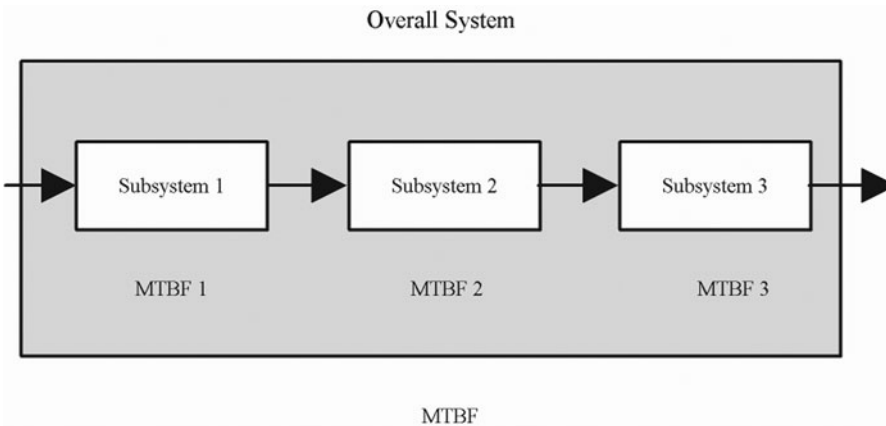 Overall System
Subsystem 1
Subsystem 2
Subsystem 3
MTBF 1
MTBF 2
MTBF 3
MTBF